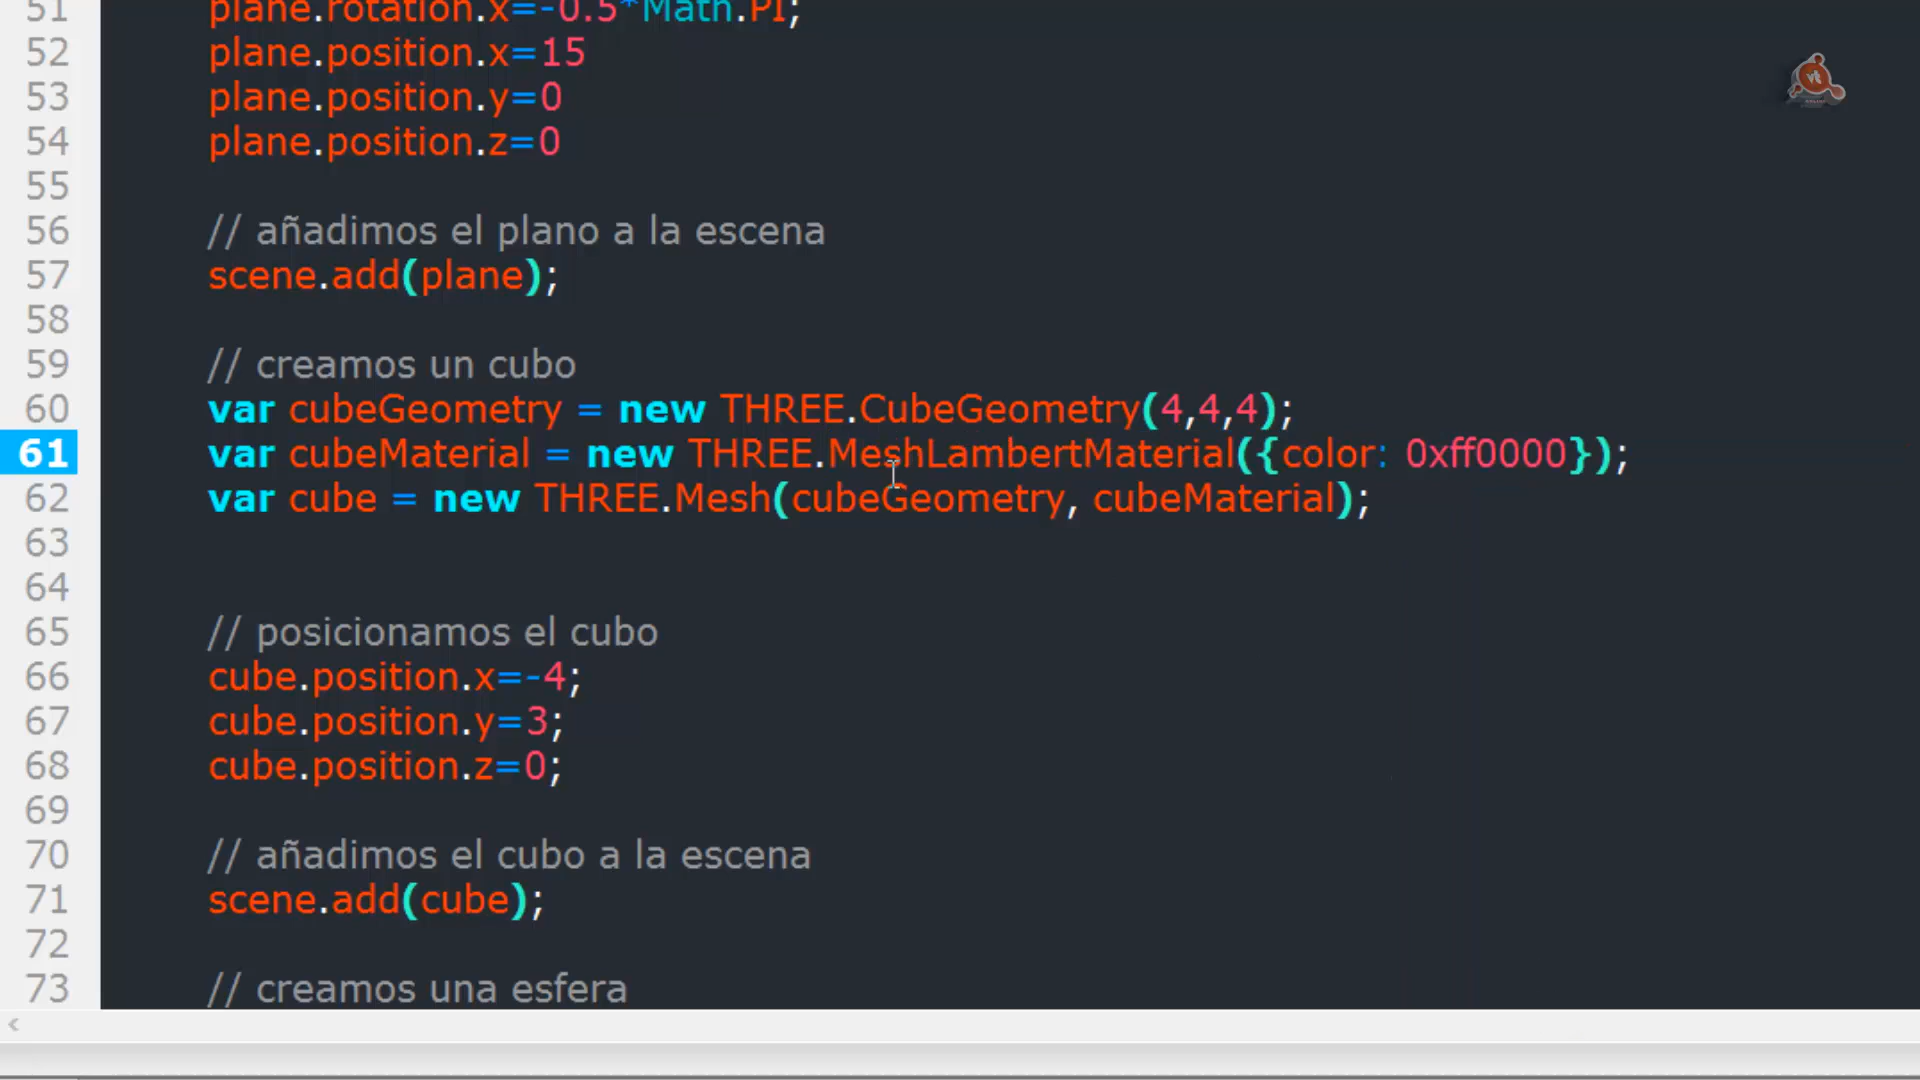 51 plane.rotation.x=-0.5*Math.PI;
52 plane.position.x=15
53 plane.position.y=0
54 plane.position.z=0
55
56 // añadimos el plano a la escena
57 scene.add(plane);
58
59 // creamos un cubo
60 var cubeGeometry = new THREE.CubeGeometry(4,4,4);
61 var cubeMaterial = new THREE.MeshLambertMaterial({color: 0xff0000});
62 var cube = new THREE.Mesh(cubeGeometry, cubeMaterial);
63
64
65 // posicionamos el cubo
66 cube.position.x=-4;
67 cube.position.y=3;
68 cube.position.z=0;
69
70 // añadimos el cubo a la escena
71 scene.add(cube);
72
73 // creamos una esfera
vt